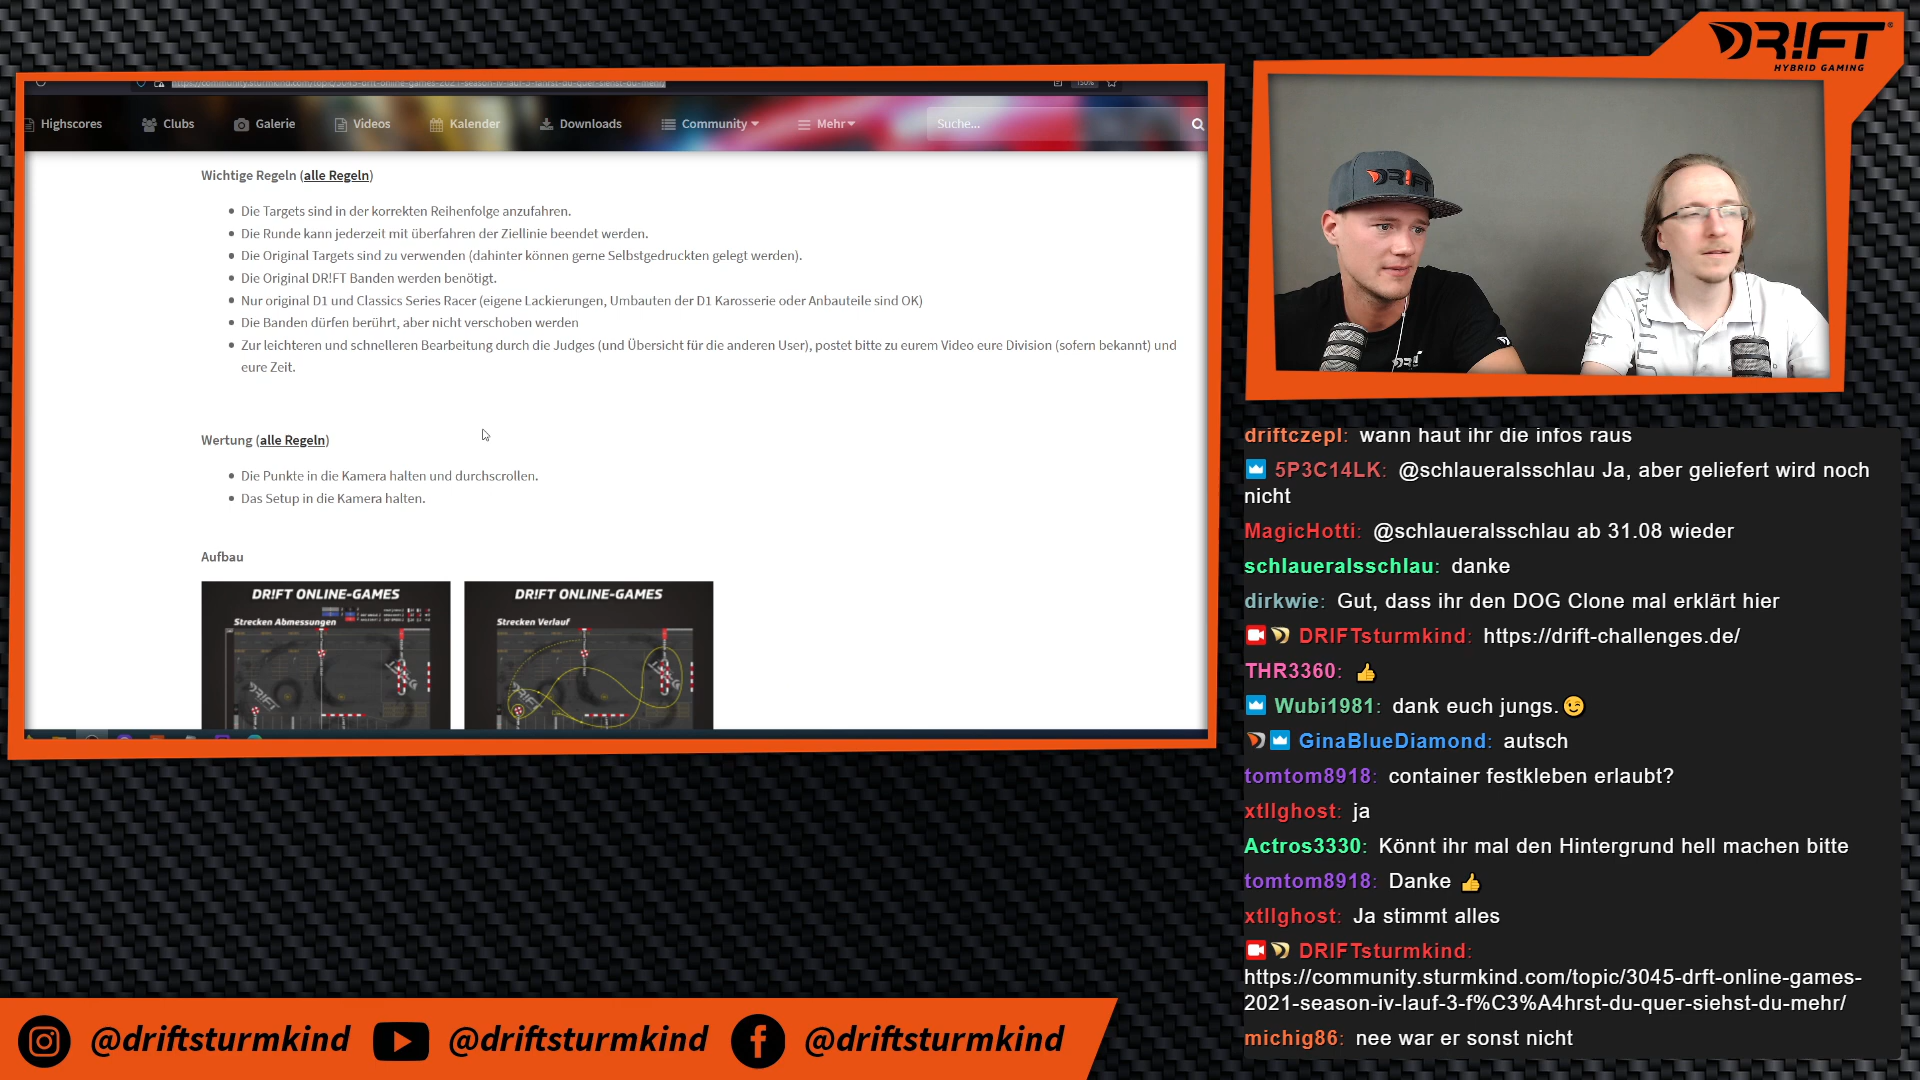 DR!FT
HYBRID GAMING
Highscores
Clubs
Galerie
Videos
Kalender
Downloads
Community
Mehr
Suche...
Wichtige Regeln (alle Regeln)
Die Targets sind in der korrekten Reihenfolge anzufahren.
Die Runde kann jederzeit mit überfahren der Ziellinie beendet werden.
Die Original Targets sind zu verwenden (dahinter können gerne Selbstgedruckten gelegt werden).
Die Original DR!FT Banden werden benötigt.
Nur original D1 und Classics Series Racer (eigene Lackierungen, Umbauten der D1 Karosserie oder Anbauteile sind OK)
Die Banden dürfen berührt, aber nicht verschoben werden
Zur leichteren und schnelleren Bearbeitung durch die Judges (und Übersicht für die anderen User), postet bitte zu eurem Video eure Division (sofern bekannt) und
eure Zeit.
Wertung (alle Regeln)
Die Punkte in die Kamera halten und durchscrollen.
Das Setup in die Kamera halten.
Aufbau
DR!FT ONLINE-GAMES
Strecken Abmessungen
DR!FT
DR!FT ONLINE-GAMES
Strecken Verlauf
DR!FT
DR!FT
DR!FT
driftczepl: wann haut ihr die infos raus
5P3C14LK: @schlaueralsschlau Ja, aber geliefert wird noch
nicht
MagicHotti: @schlaueralsschlau ab 31.08 wieder
schlaueralsschlau: danke
dirkwie: Gut, dass ihr den DOG Clone mal erklärt hier
DRIFTsturmkind: https://drift-challenges.de/
THR3360: 👍
Wubi1981: dank euch jungs.😉
GinaBlueDiamond: autsch
tomtom8918: container festkleben erlaubt?
xtllghost: ja
Actros3330: Könnt ihr mal den Hintergrund hell machen bitte
tomtom8918: Danke 👍
xtllghost: Ja stimmt alles
DRIFTsturmkind:
https://community.sturmkind.com/topic/3045-drft-online-games-
2021-season-iv-lauf-3-f%C3%A4hrst-du-quer-siehst-du-mehr/
michig86: nee war er sonst nicht
@driftsturmkind
@driftsturmkind
@driftsturmkind